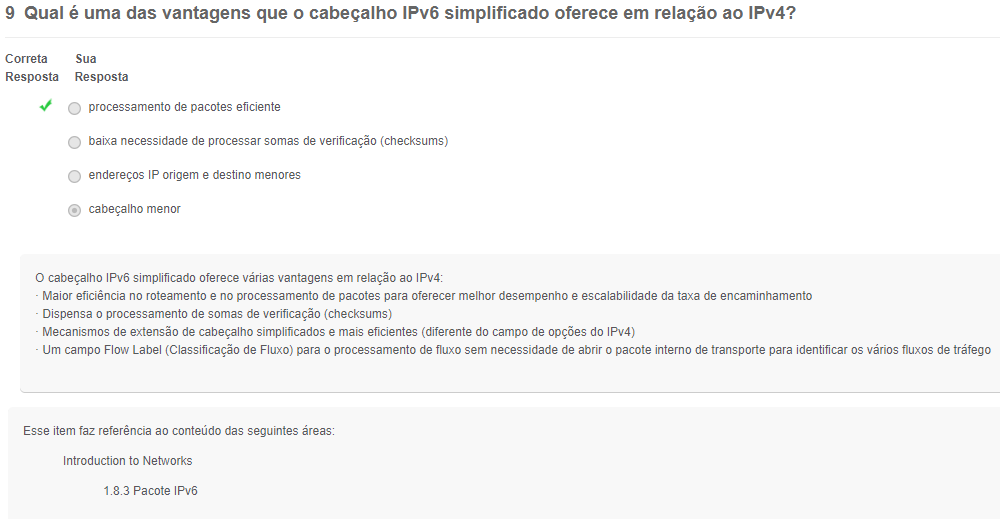 9 Qual é uma das vantagens que o cabeçalho IPv6 simplificado oferece em relação ao IPv4?
Correta Sua
Resposta Resposta
processamento de pacotes eficiente
baixa necessidade de processar somas de verificação (checksums)
endereços IP origem e destino menores
cabeçalho menor
O cabeçalho IPv6 simplificado oferece várias vantagens em relação ao IPv4:
· Maior eficiência no roteamento e no processamento de pacotes para oferecer melhor desempenho e escalabilidade da taxa de encaminhamento
· Dispensa o processamento de somas de verificação (checksums)
· Mecanismos de extensão de cabeçalho simplificados e mais eficientes (diferente do campo de opções do IPv4)
· Um campo Flow Label (Classificação de Fluxo) para o processamento de fluxo sem necessidade de abrir o pacote interno de transporte para identificar os vários fluxos de tráfego
Esse item faz referência ao conteúdo das seguintes áreas:
Introduction to Networks
1.8.3 Pacote IPv6